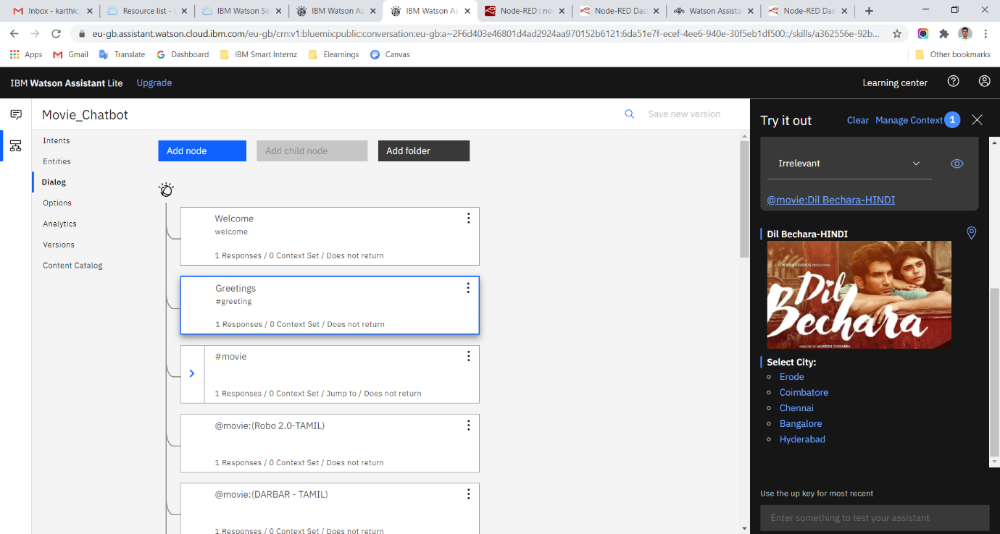 Inbox - karthic
Resource list -
IBM Watson Se
IBM Watson As
IBM Watson As
Node-RED : no
Node-RED Das
Watson Assista
Node-RED Das
eu-gb.assistant.watson.cloud.ibm.com/eu-gb/crn:v1:bluemix:public:conversation:eu-gb:a~2F6d403e46801d4ad2924aa970152b6121:6da51e7f-ecef-4ee6-940e-30f5eb1df500::/skills/a362556e-92b...
Apps Gmail Translate Dashboard IBM Smart Internz Elearnings Canvas Other bookmarks
IBM Watson Assistant Lite Upgrade Learning center
Movie_Chatbot Save new version
Intents
Entities
Dialog
Options
Analytics
Versions
Content Catalog
Add node Add child node Add folder
Welcome
welcome
1 Responses / 0 Context Set / Does not return
Greetings
#greeting
1 Responses / 0 Context Set / Does not return
#movie
1 Responses / 0 Context Set / Jump to / Does not return
@movie:(Robo 2.0-TAMIL)
1 Responses / 0 Context Set / Does not return
@movie:(DARBAR - TAMIL)
1 Responses / 0 Context Set / Does not return
Try it out Clear Manage Context 1
Irrelevant
@movie:Dil Bechara-HINDI
Dil Bechara-HINDI
A FOX STAR STUDIOS PRODUCTION
Dil
Bechara
DIRECTED BY MUKESH CHHABRA
Select City:
Erode
Coimbatore
Chennai
Bangalore
Hyderabad
Use the up key for most recent
Enter something to test your assistant